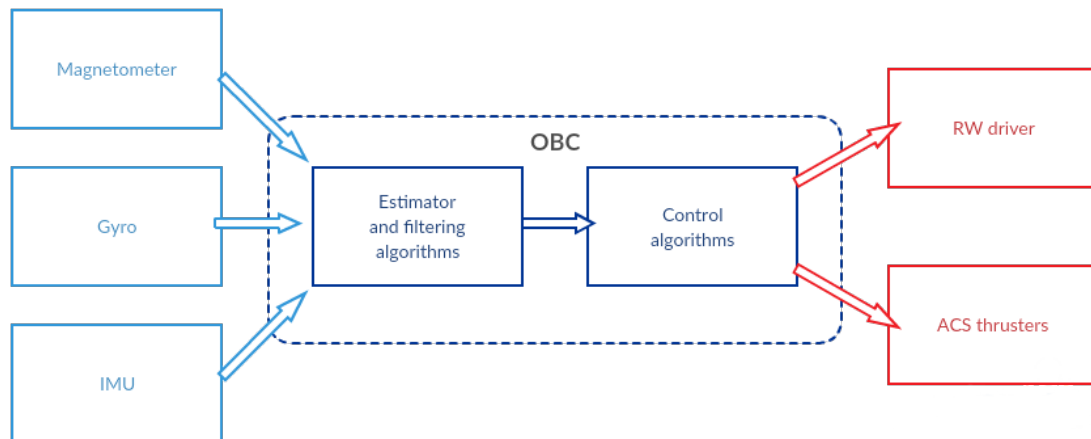 Magnetometer
Gyro
IMU
OBC
Estimator
and filtering
algorithms
Control
algorithms
RW driver
ACS thrusters